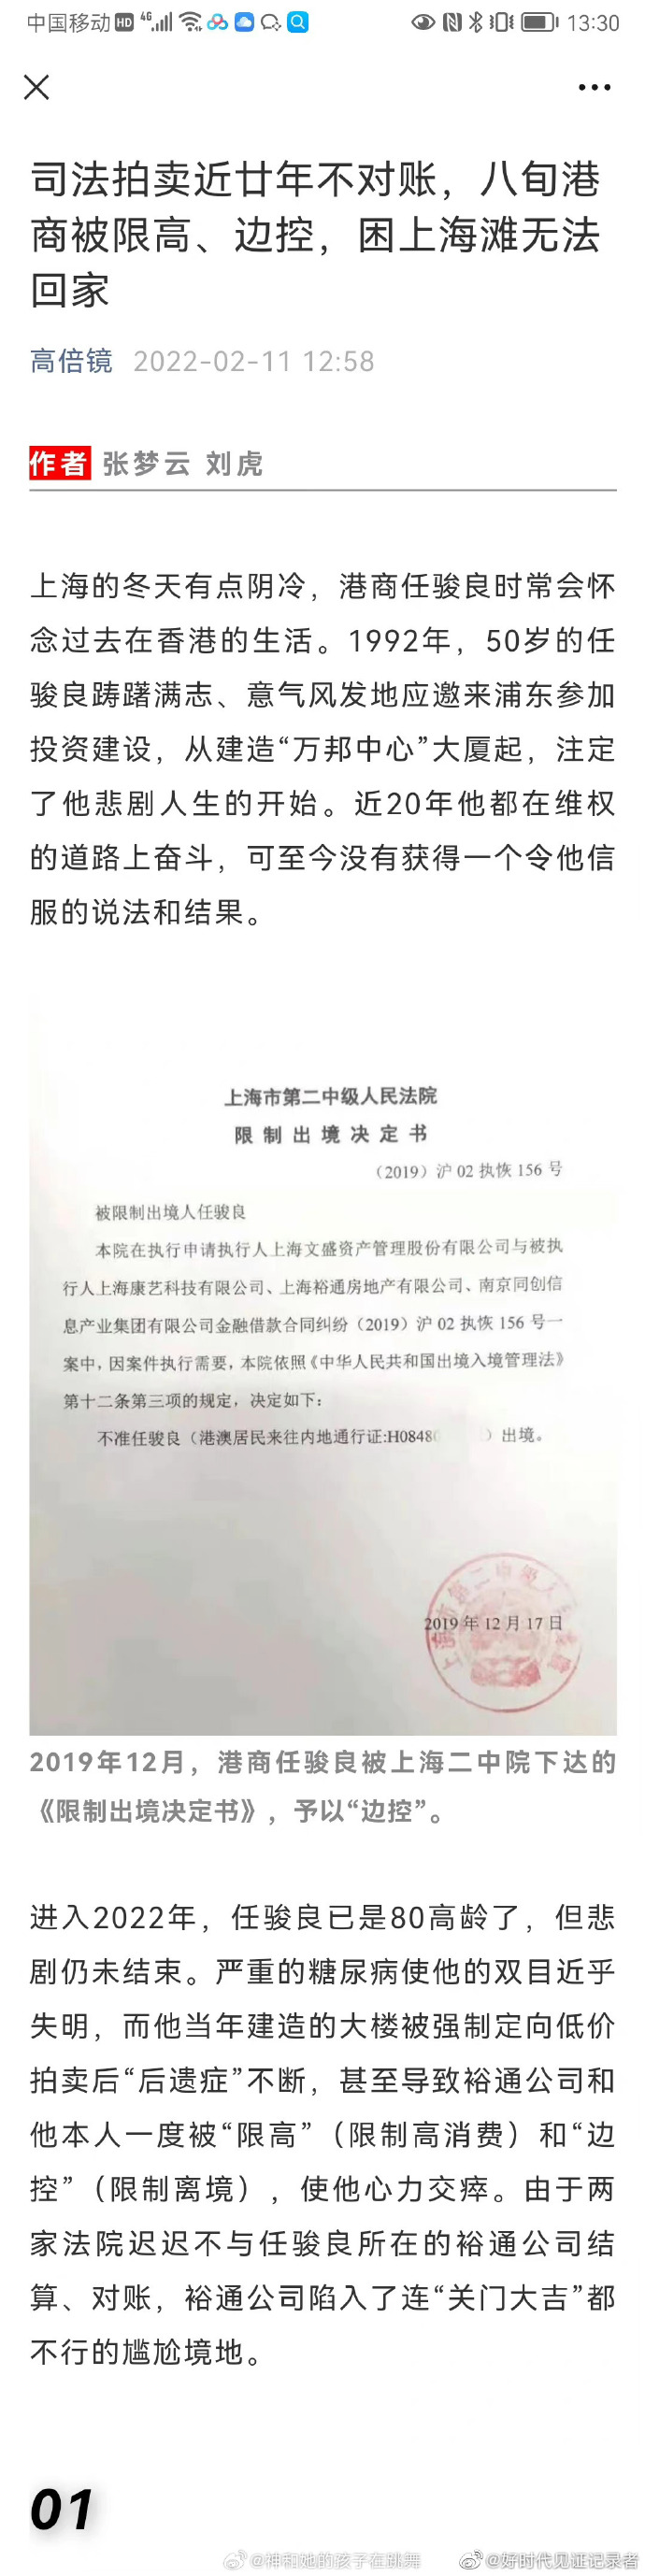 中国移动 HD 4G 13:30
司法拍卖近廿年不对账，八旬港
商被限高、边控，困上海滩无法
回家
高倍镜 2022-02-11 12:58
作者 张梦云 刘虎
上海的冬天有点阴冷，港商任骏良时常会怀
念过去在香港的生活。1992年，50岁的任
骏良踌躇满志、意气风发地应邀来浦东参加
投资建设，从建造“万邦中心”大厦起，注定
了他悲剧人生的开始。近20年他都在维权
的道路上奋斗，可至今没有获得一个令他信
服的说法和结果。
上海市第二中级人民法院
限制出境决定书
（2019）沪 02 执恢 156 号
被限制出境人任骏良
本院在执行申请执行人上海文盛资产管理股份有限公司与被执
行人上海康艺科技有限公司、上海裕通房地产有限公司、南京同创信
息产业集团有限公司金融借款合同纠纷（2019）沪 02 执恢 156 号一
案中，因案件执行需要，本院依照《中华人民共和国出境入境管理法》
第十二条第三项的规定，决定如下：
不准任骏良（港澳居民来往内地通行证:H0848 ）出境。
2019 年 12 月 17 日
2019年12月，港商任骏良被上海二中院下达的
《限制出境决定书》，予以“边控”。
进入2022年，任骏良已是80高龄了，但悲
剧仍未结束。严重的糖尿病使他的双目近乎
失明，而他当年建造的大楼被强制定向低价
拍卖后“后遗症”不断，甚至导致裕通公司和
他本人一度被“限高”（限制高消费）和“边
控”（限制离境），使他心力交瘁。由于两
家法院迟迟不与任骏良所在的裕通公司结
算、对账，裕通公司陷入了连“关门大吉”都
不行的尴尬境地。
01
@神和她的孩子在跳舞 @好时代见证记录者